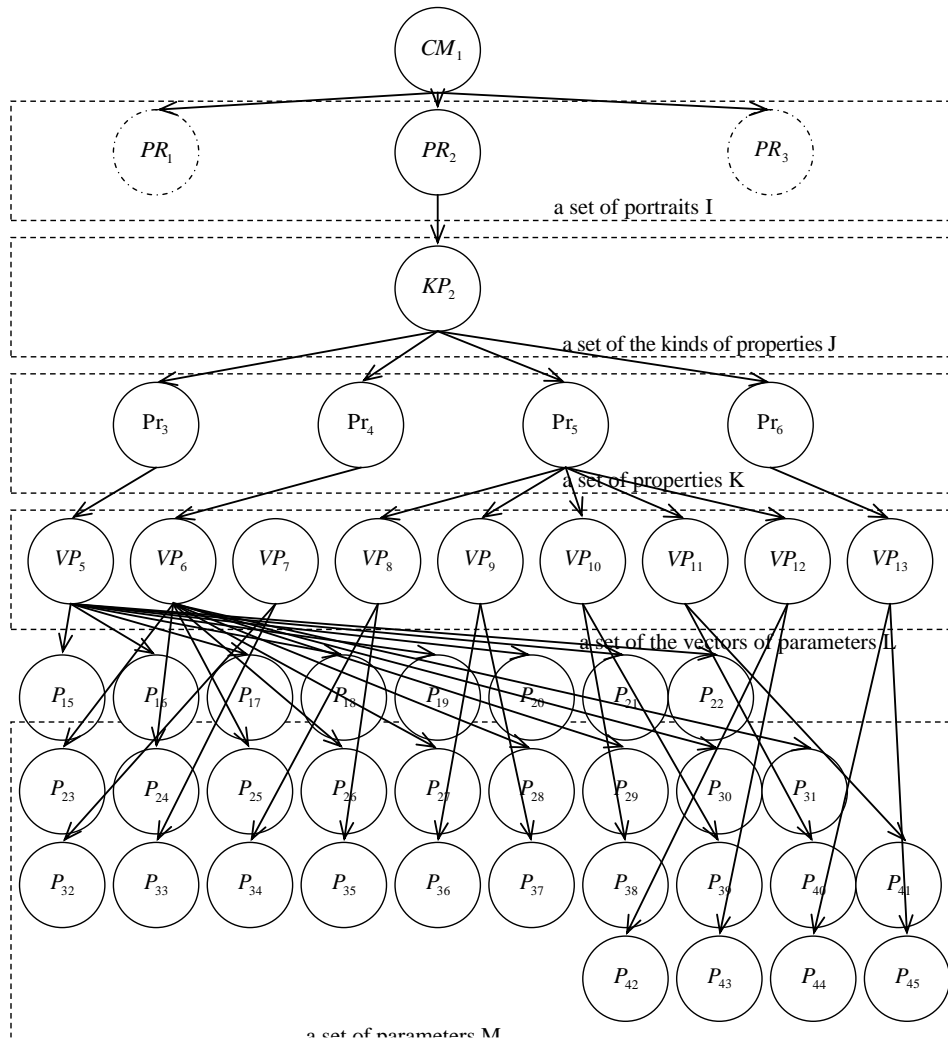 CM₁
PR₁ PR₂ PR₃
a set of portraits I
KP₂
a set of the kinds of properties J
Pr₃ Pr₄ Pr₅ Pr₆
a set of properties K
VP₅ VP₆ VP₇ VP₈ VP₉ VP₁₀ VP₁₁ VP₁₂ VP₁₃
a set of the vectors of parameters L
P₁₅ P₁₆ P₁₇ P₁₈ P₁₉ P₂₀ P₂₁ P₂₂
P₂₃ P₂₄ P₂₅ P₂₆ P₂₇ P₂₈ P₂₉ P₃₀ P₃₁
P₃₂ P₃₃ P₃₄ P₃₅ P₃₆ P₃₇ P₃₈ P₃₉ P₄₀ P₄₁
P₄₂ P₄₃ P₄₄ P₄₅
a set of parameters M